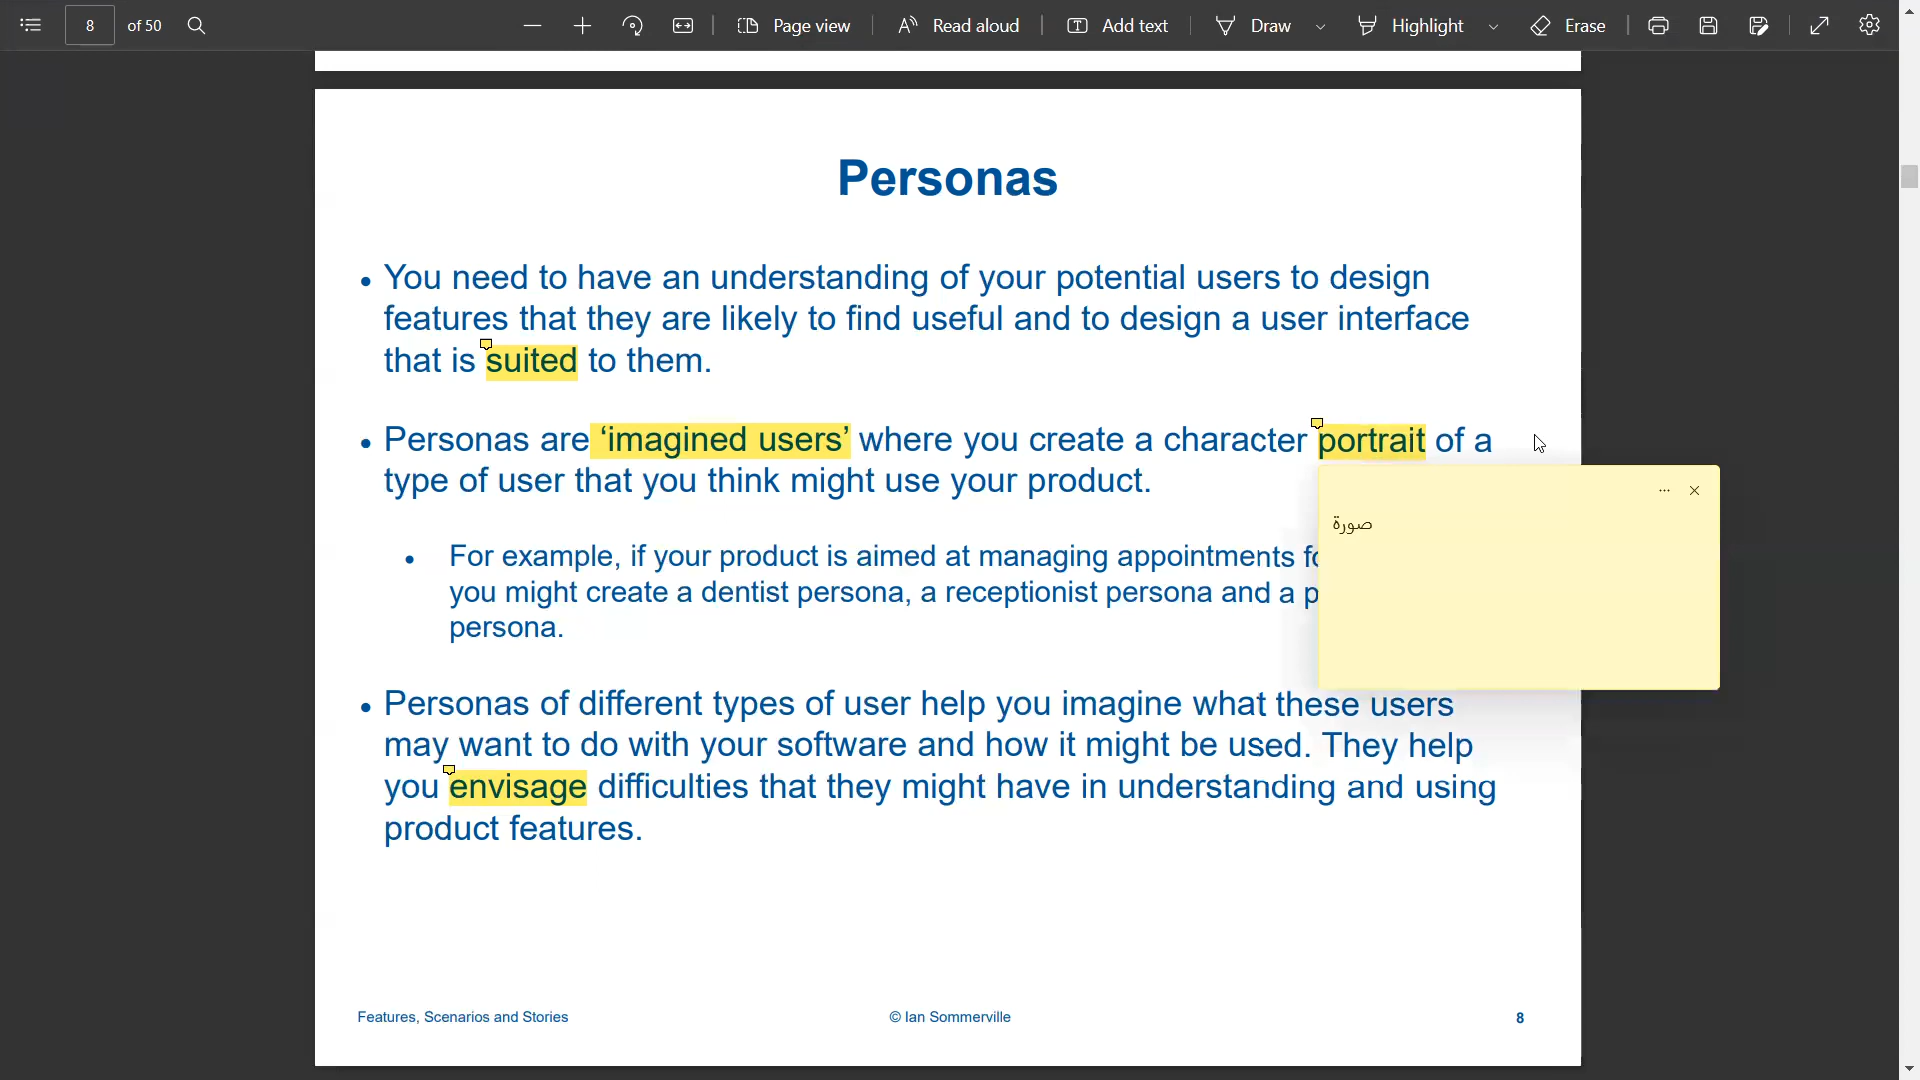 8 of 50 Page view Read aloud Add text Draw Highlight Erase
Personas
• You need to have an understanding of your potential users to design
features that they are likely to find useful and to design a user interface
that is suited to them.
• Personas are ‘imagined users’ where you create a character portrait of a
type of user that you think might use your product.
صورة
• For example, if your product is aimed at managing appointments
you might create a dentist persona, a receptionist persona and a
persona.
• Personas of different types of user help you imagine what these users
may want to do with your software and how it might be used. They help
you envisage difficulties that they might have in understanding and using
product features.
Features, Scenarios and Stories © Ian Sommerville 8